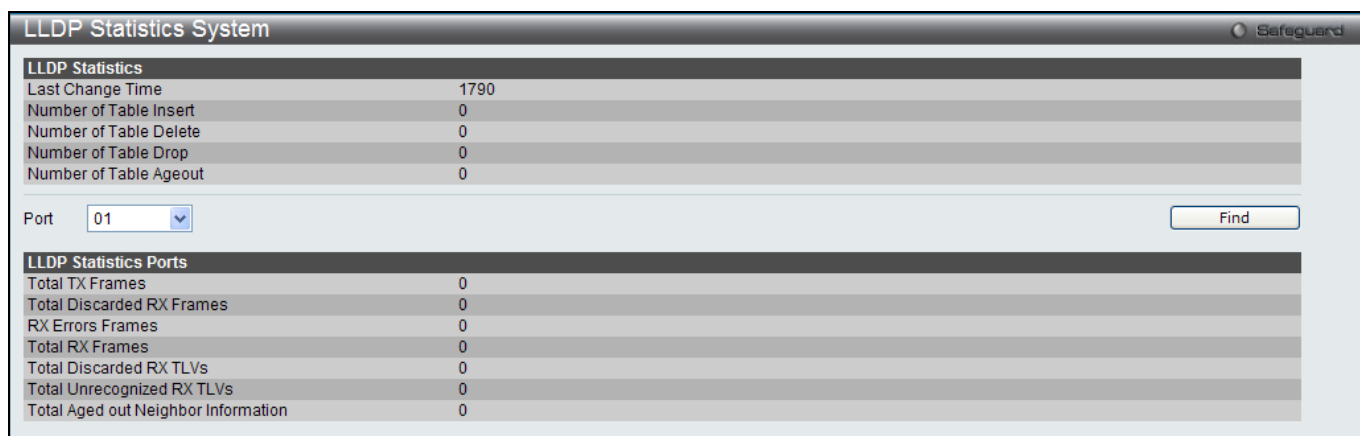 LLDP Statistics System
Safeguard
LLDP Statistics
Last Change Time 1790
Number of Table Insert 0
Number of Table Delete 0
Number of Table Drop 0
Number of Table Ageout 0
Port 01 Find
LLDP Statistics Ports
Total TX Frames 0
Total Discarded RX Frames 0
RX Errors Frames 0
Total RX Frames 0
Total Discarded RX TLVs 0
Total Unrecognized RX TLVs 0
Total Aged out Neighbor Information 0